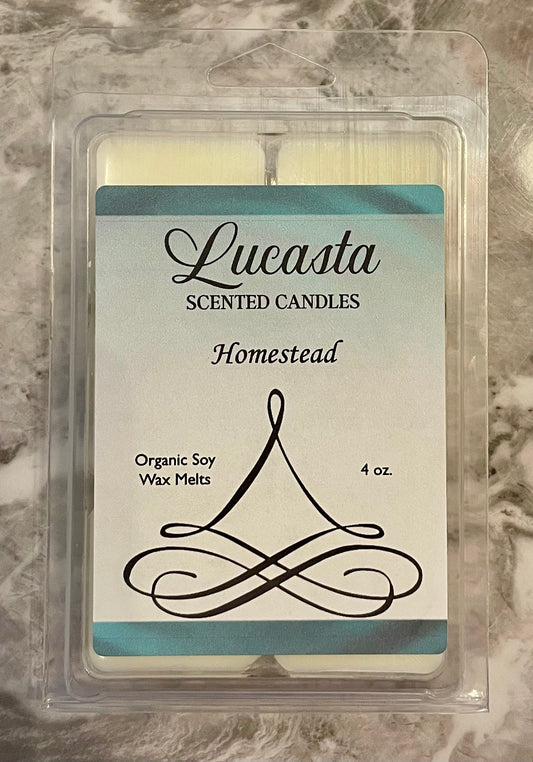 Lucasta
SCENTED CANDLES
Homestead
Organic Soy
Wax Melts
4 oz.